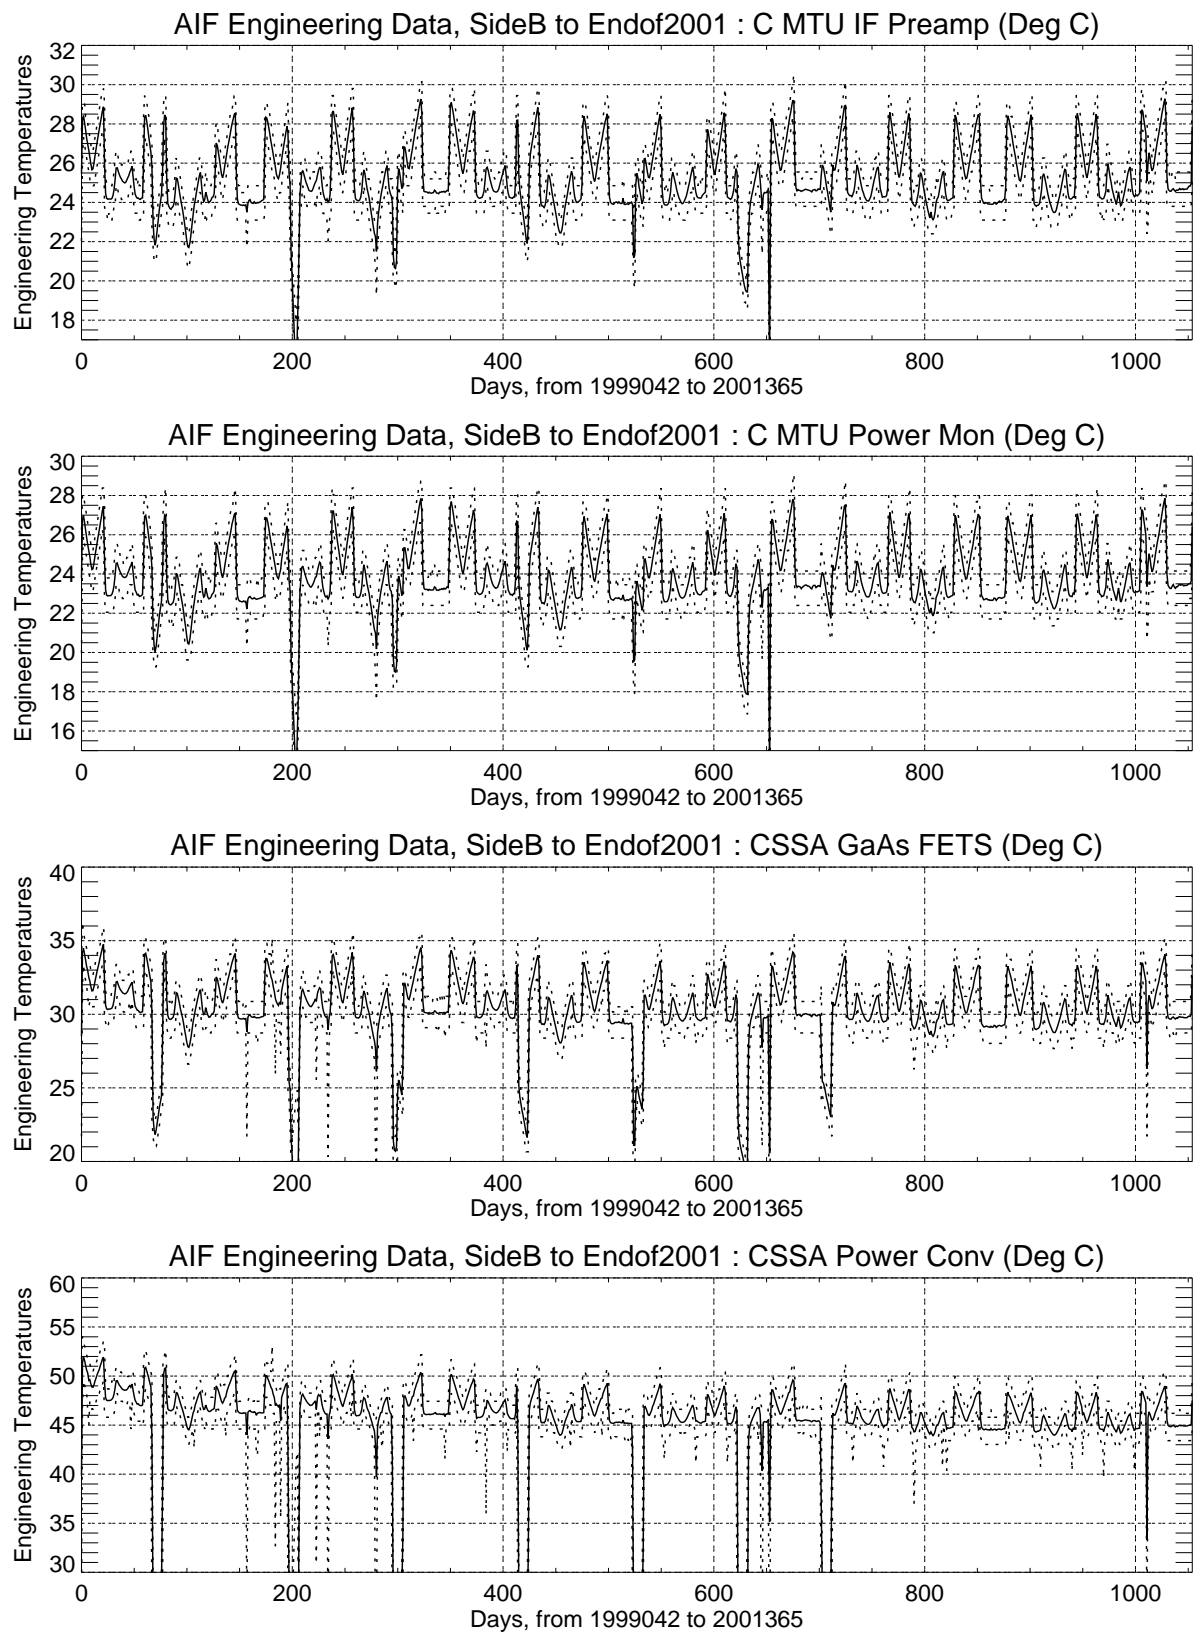 AIF Engineering Data, SideB to Endof2001 : C MTU IF Preamp (Deg C)
Engineering Temperatures
32
30
28
26
24
22
20
18
0 200 400 600 800 1000
Days, from 1999042 to 2001365
AIF Engineering Data, SideB to Endof2001 : C MTU Power Mon (Deg C)
Engineering Temperatures
30
28
26
24
22
20
18
16
0 200 400 600 800 1000
Days, from 1999042 to 2001365
AIF Engineering Data, SideB to Endof2001 : CSSA GaAs FETS (Deg C)
Engineering Temperatures
40
35
30
25
20
0 200 400 600 800 1000
Days, from 1999042 to 2001365
AIF Engineering Data, SideB to Endof2001 : CSSA Power Conv (Deg C)
Engineering Temperatures
60
55
50
45
40
35
30
0 200 400 600 800 1000
Days, from 1999042 to 2001365